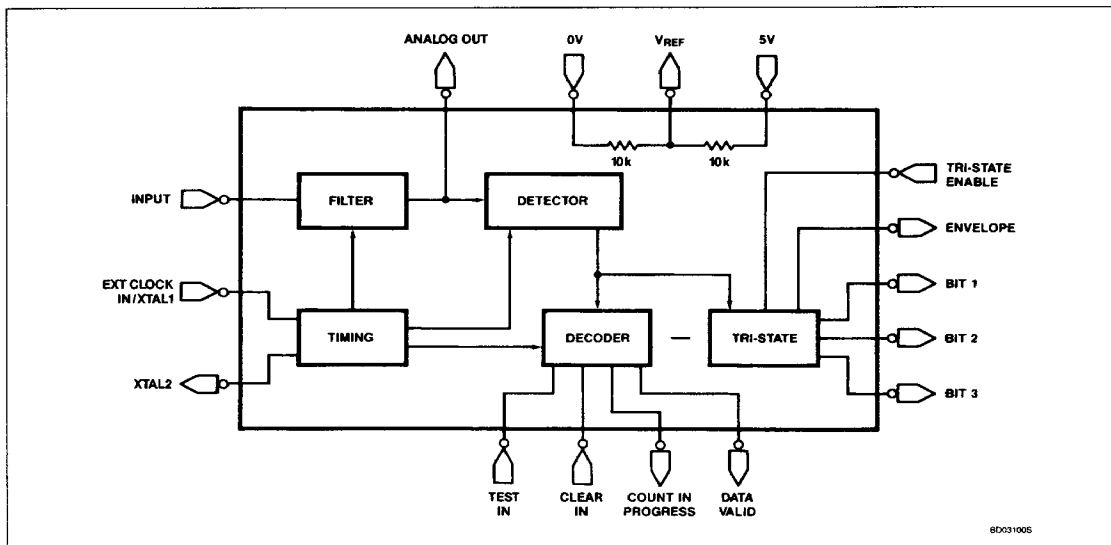 ANALOG OUT
0V
VREF
5V
10k
10k
TRI-STATE
ENABLE
INPUT
FILTER
DETECTOR
ENVELOPE
EXT CLOCK
IN/XTAL1
BIT 1
TIMING
DECODER
TRI-STATE
BIT 2
XTAL2
BIT 3
TEST
IN
CLEAR
IN
COUNT IN
PROGRESS
DATA
VALID
BD03100S